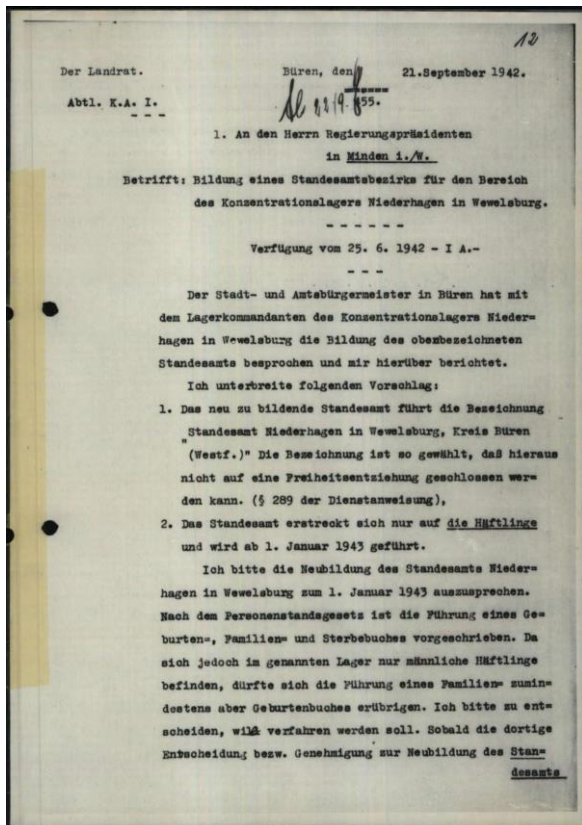 12
Der Landrat.
Büren, den 21.September 1942.
Abtl. K.A. I.
22/9. 55.
1. An den Herrn Regierungspräsidenten
in Minden i./W.
Betrifft: Bildung eines Standesamtsbezirks für den Bereich
des Konzentrationslagers Niederhagen in Wewelsburg.
- - - - - -
Verfügung vom 25. 6. 1942 - I A.-
- - -
Der Stadt- und Amtsbürgermeister in Büren hat mit
dem Lagerkommandanten des Konzentrationslagers Nieder=
hagen in Wewelsburg die Bildung des obenbezeichneten
Standesamts besprochen und mir hierüber berichtet.
Ich unterbreite folgenden Vorschlag:
1. Das neu zu bildende Standesamt führt die Bezeichnung
"Standesamt Niederhagen in Wewelsburg, Kreis Büren
(Westf.)" Die Bezeichnung ist so gewählt, daß hieraus
nicht auf eine Freiheitsentziehung geschlossen wer=
den kann. (§ 289 der Dienstanweisung),
2. Das Standesamt erstreckt sich nur auf die Häftlinge
und wird ab 1. Januar 1943 geführt.
Ich bitte die Neubildung des Standesamts Nieder=
hagen in Wewelsburg zum 1. Januar 1943 auszusprechen.
Nach dem Personenstandsgesetz ist die Führung eines Ge=
burten=, Familien= und Sterbebuches vorgeschrieben. Da
sich jedoch im genannten Lager nur männliche Häftlinge
befinden, dürfte sich die Führung eines Familien= zumin=
destens aber Geburtenbuches erübrigen. Ich bitte zu ent=
scheiden, verfahren werden soll. Sobald die dortige
Entscheidung bezw. Genehmigung zur Neubildung des Stan=
desamts